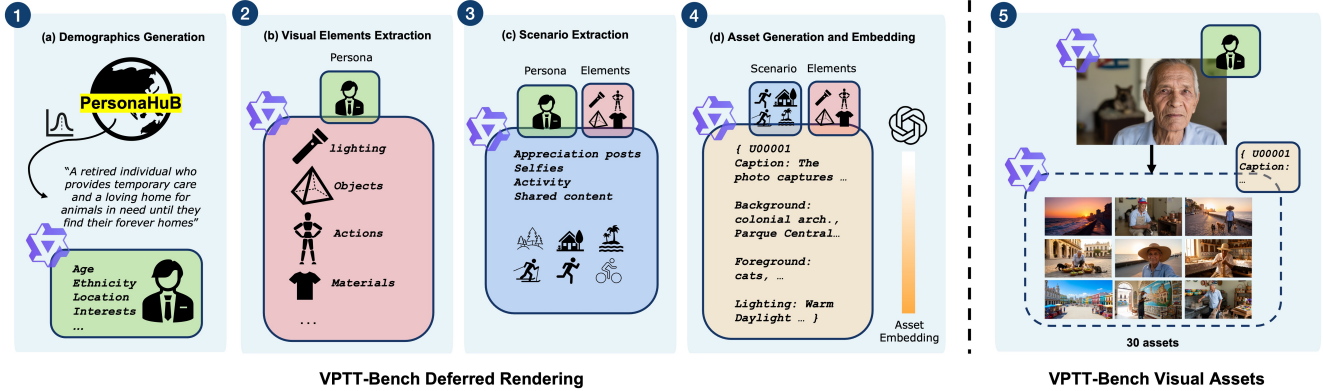 1
(a) Demographics Generation
PersonaHuB
"A retired individual who
provides temporary care
and a loving home for
animals in need until they
find their forever homes"
Age
Ethnicity
Location
Interests
...
2
(b) Visual Elements Extraction
Persona
lighting
Objects
Actions
Materials
...
3
(c) Scenario Extraction
Persona
Elements
Appreciation posts
Selfies
Activity
Shared content
4
(d) Asset Generation and Embedding
Scenario
Elements
{ U00001
Caption: The
photo captures …
Background:
colonial arch.,
Parque Central…
Foreground:
cats, …
Lighting: Warm
Daylight … }
Asset
Embedding
VPTT-Bench Deferred Rendering
5
{ U00001
Caption:
…
30 assets
VPTT-Bench Visual Assets